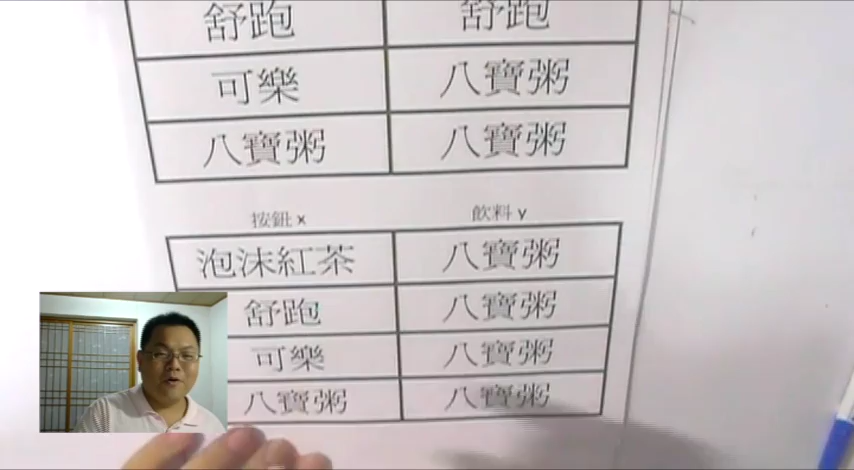 舒跑 舒跑
可樂 八寶粥
八寶粥 八寶粥
按鈕 x 飲料 y
泡沫紅茶 八寶粥
舒跑 八寶粥
可樂 八寶粥
八寶粥 八寶粥